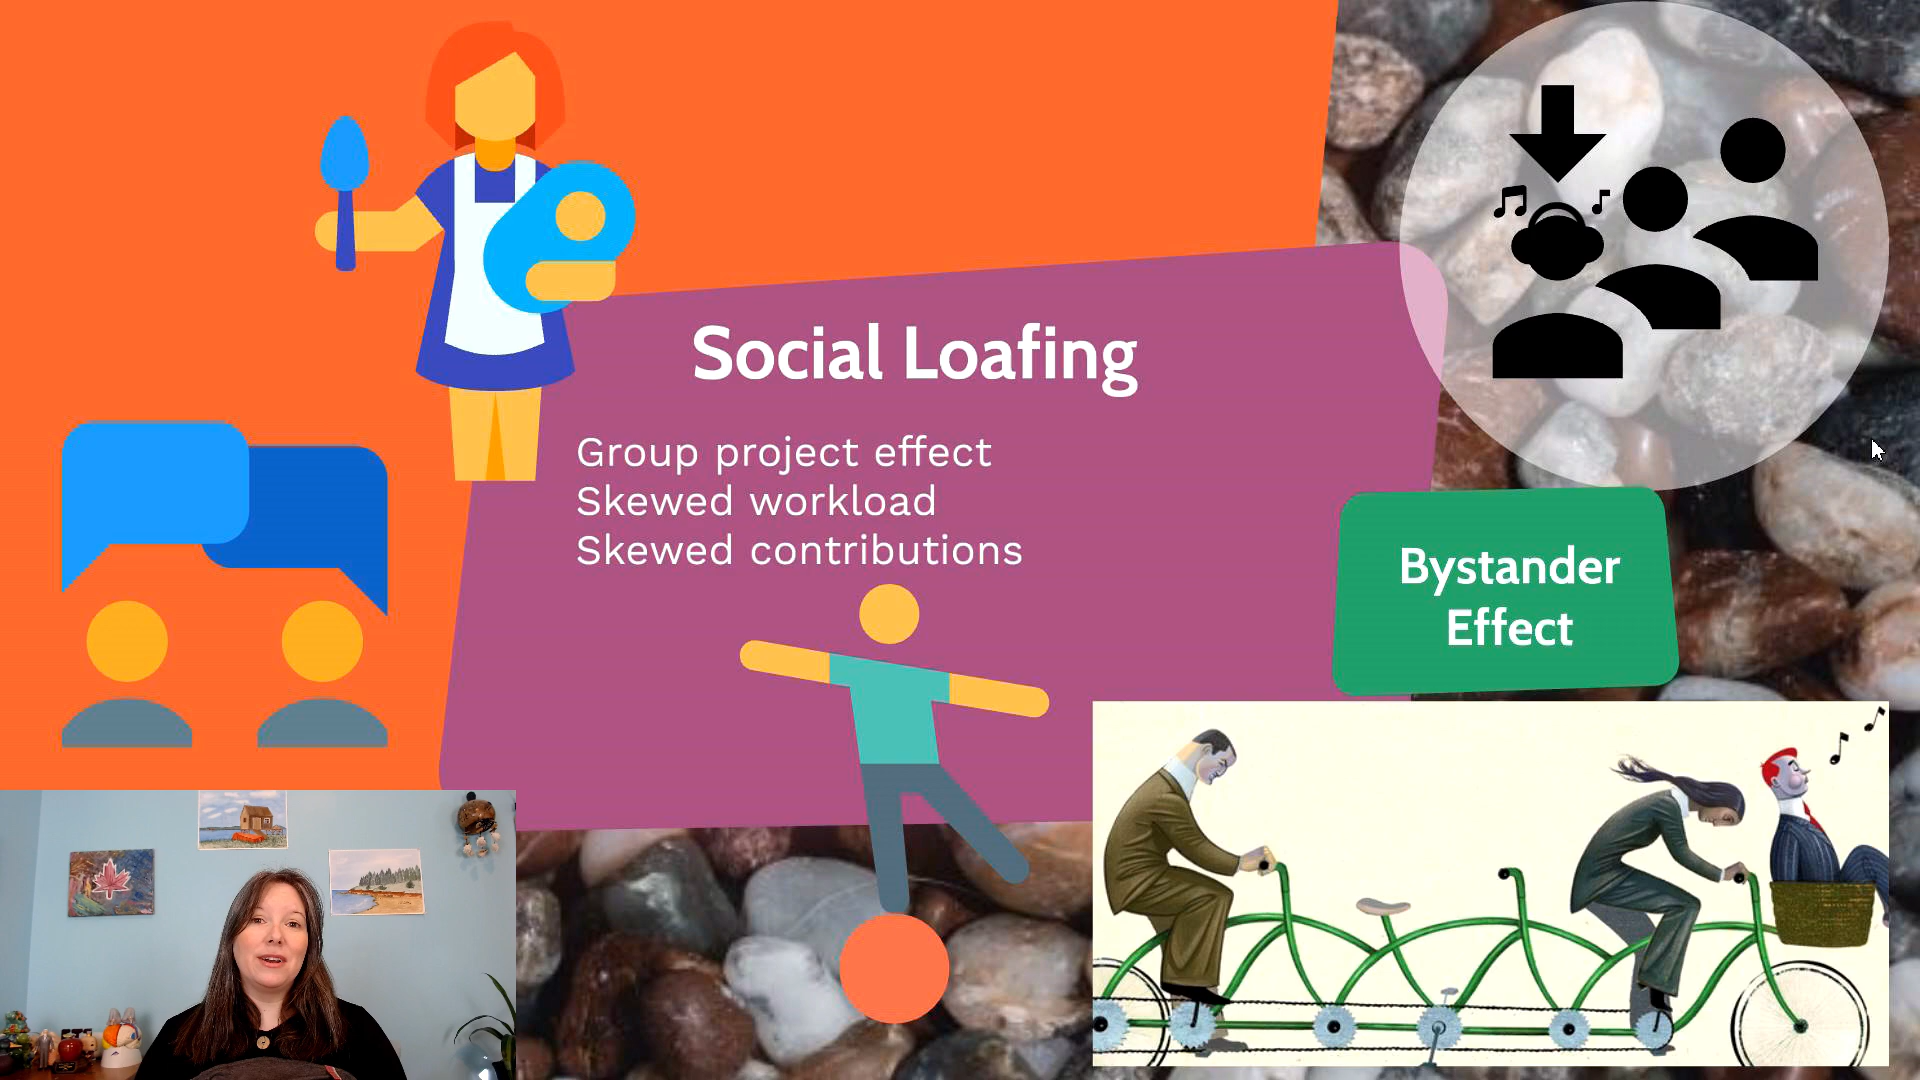 Social Loafing
Group project effect
Skewed workload
Skewed contributions
Bystander
Effect